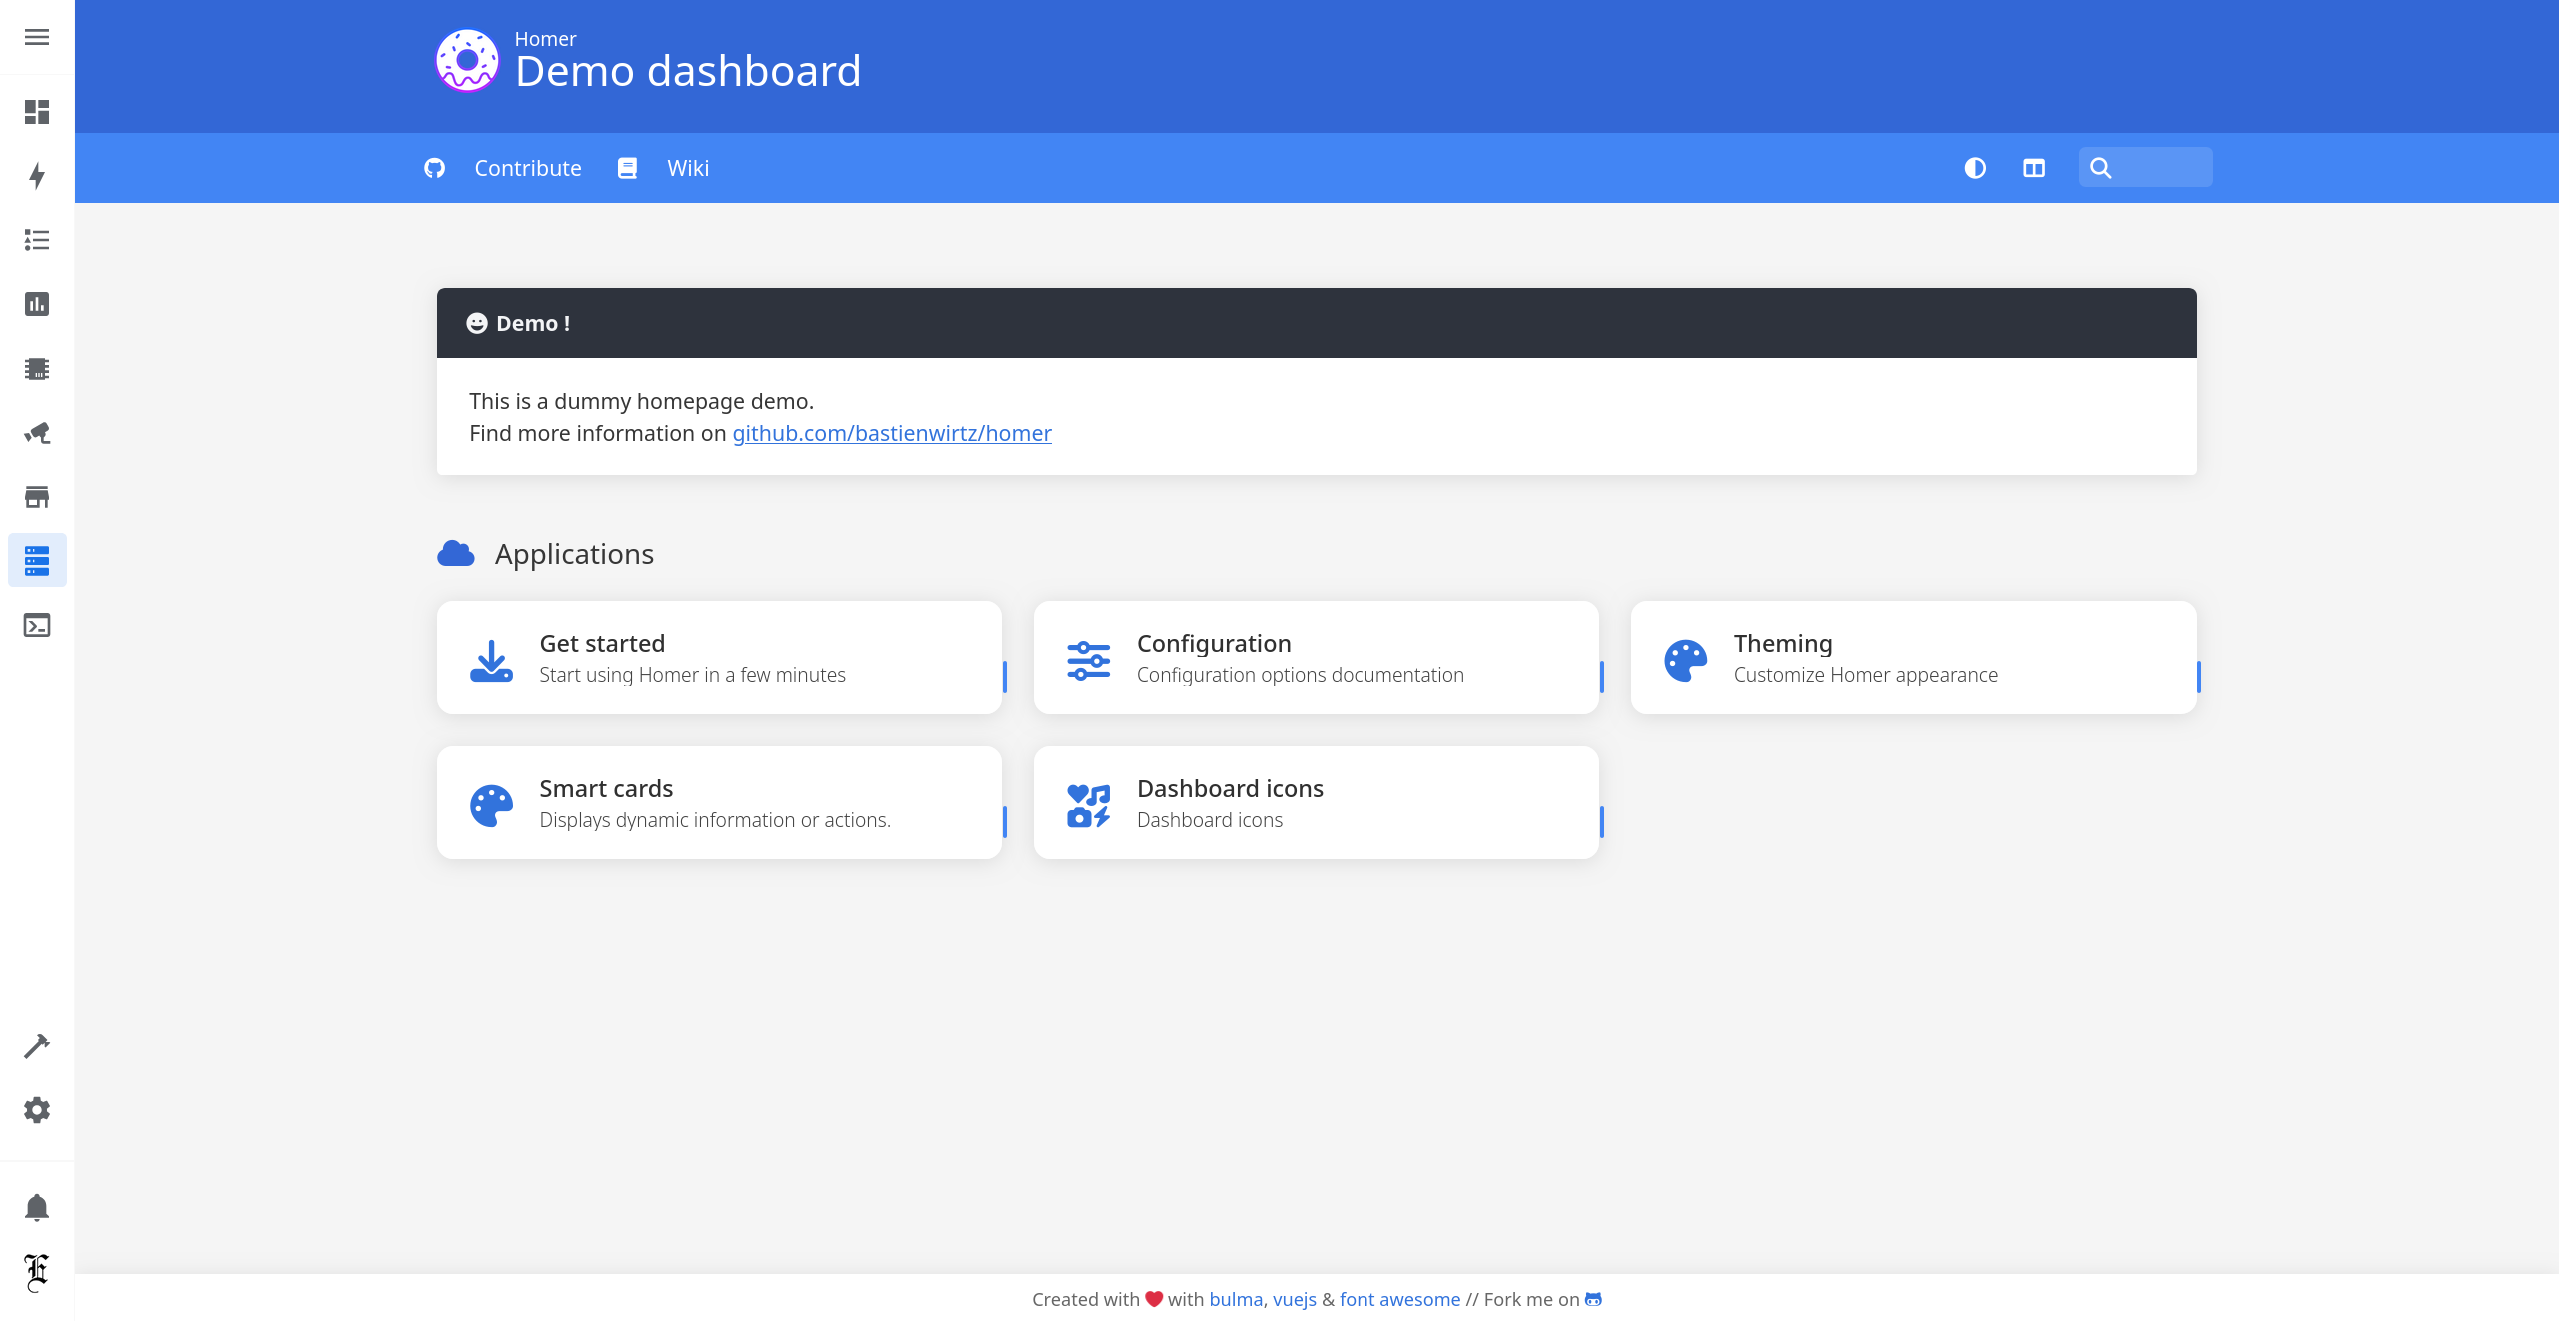 Homer
Demo dashboard
Contribute
Wiki
Demo !
This is a dummy homepage demo.
Find more information on github.com/bastienwirtz/homer
Applications
Get started
Start using Homer in a few minutes
Configuration
Configuration options documentation
Theming
Customize Homer appearance
Smart cards
Displays dynamic information or actions.
Dashboard icons
Dashboard icons
Created with ❤️ with bulma, vuejs & font awesome // Fork me on